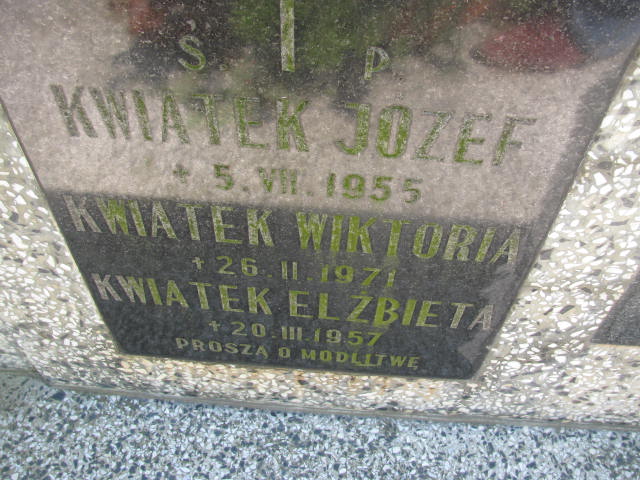 Ś P
KWIATEK JÓZEF
† 5. VII. 1955
KWIATEK WIKTORIA
† 26. II. 1971
KWIATEK ELŻBIETA
† 20. III. 1957
PROSZĄ O MODLITWĘ